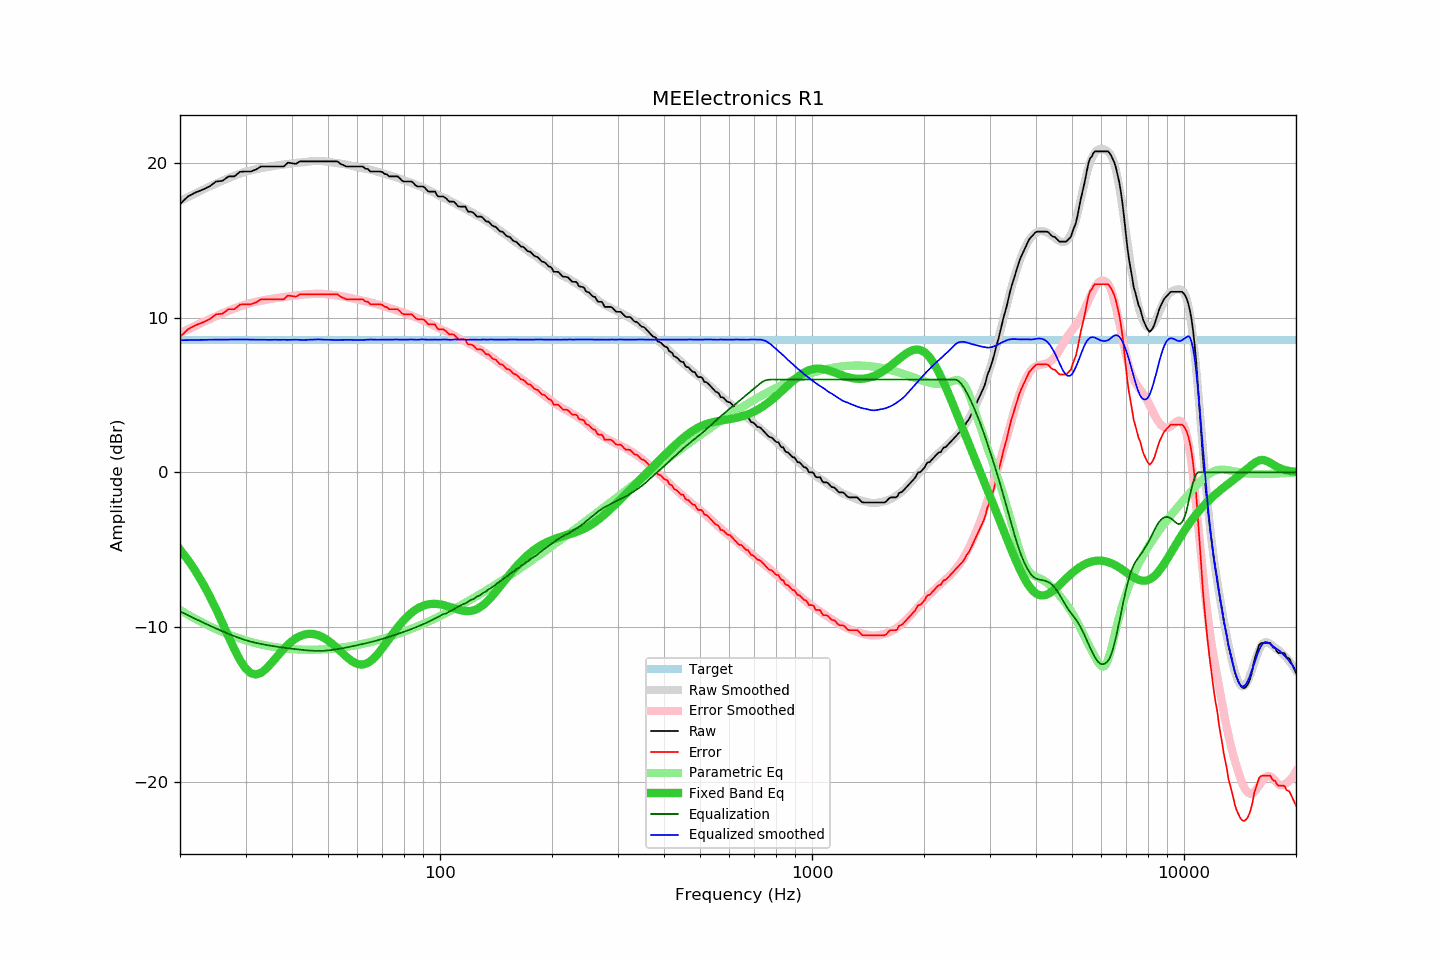 MEElectronics R1
20
10
0
−10
−20
Amplitude (dBr)
Target
Raw Smoothed
Error Smoothed
Raw
Error
Parametric Eq
Fixed Band Eq
Equalization
Equalized smoothed
100
1000
10000
Frequency (Hz)